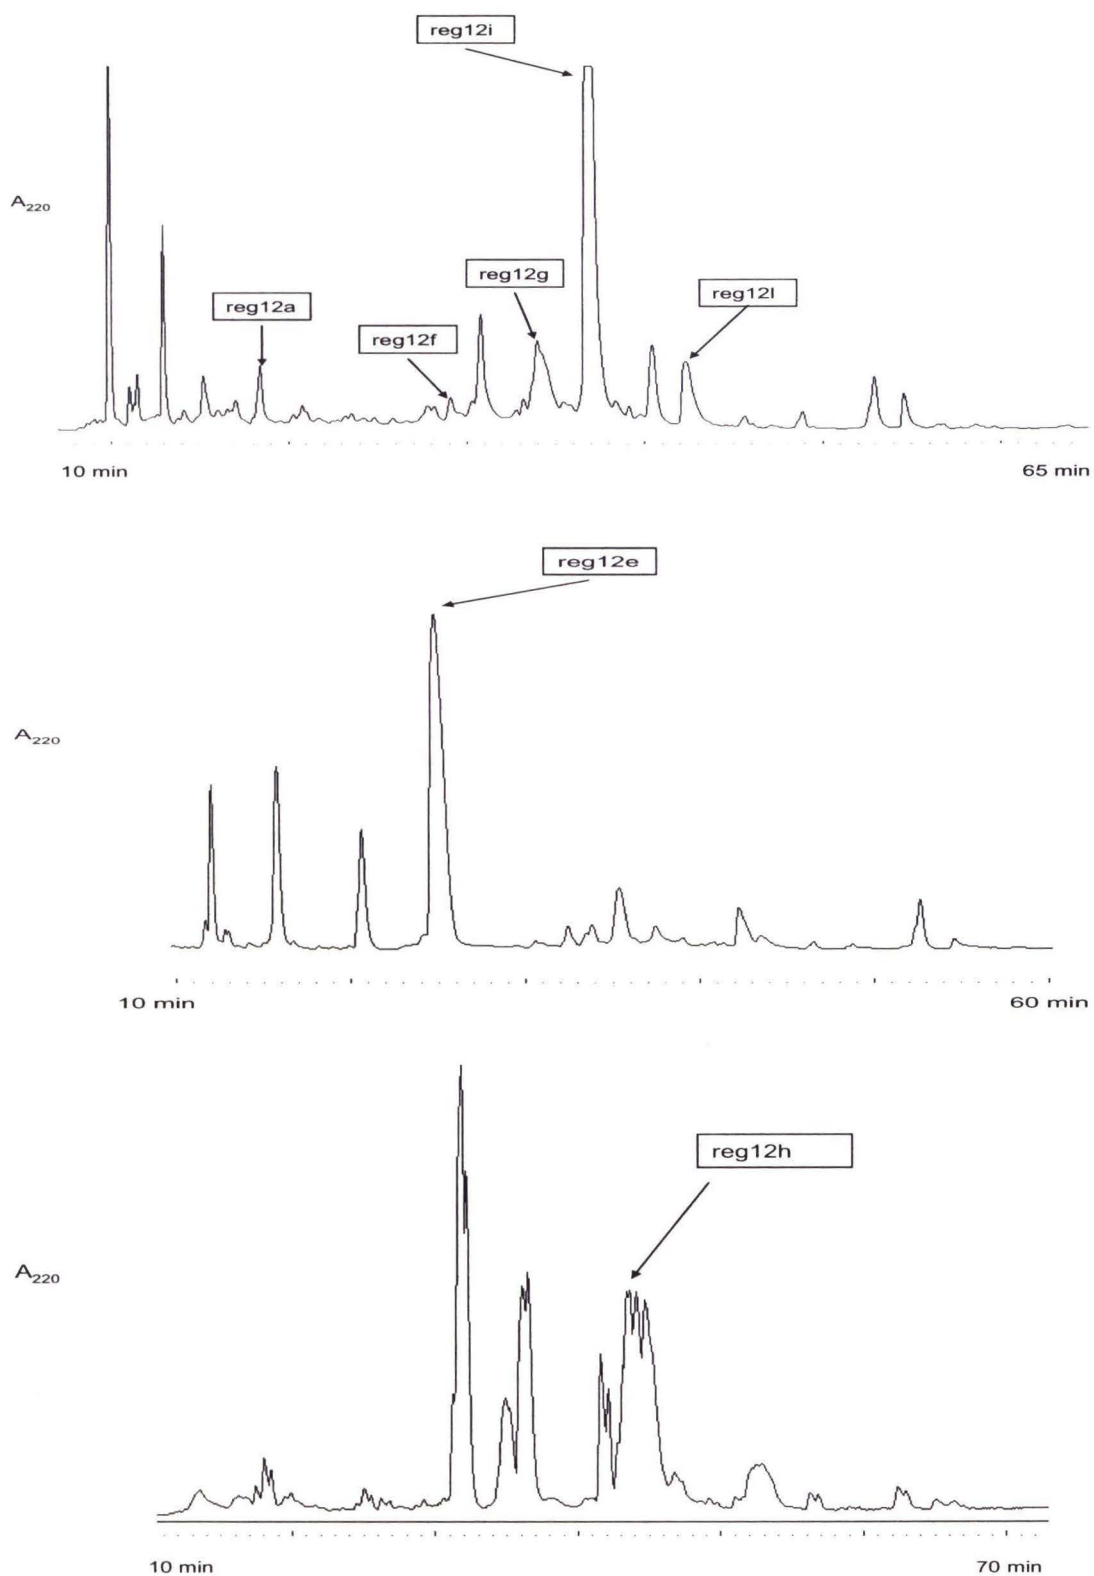 reg12i
A₂₂₀
reg12g
reg12l
reg12a
reg12f
10 min 65 min
reg12e
A₂₂₀
10 min 60 min
reg12h
A₂₂₀
10 min 70 min